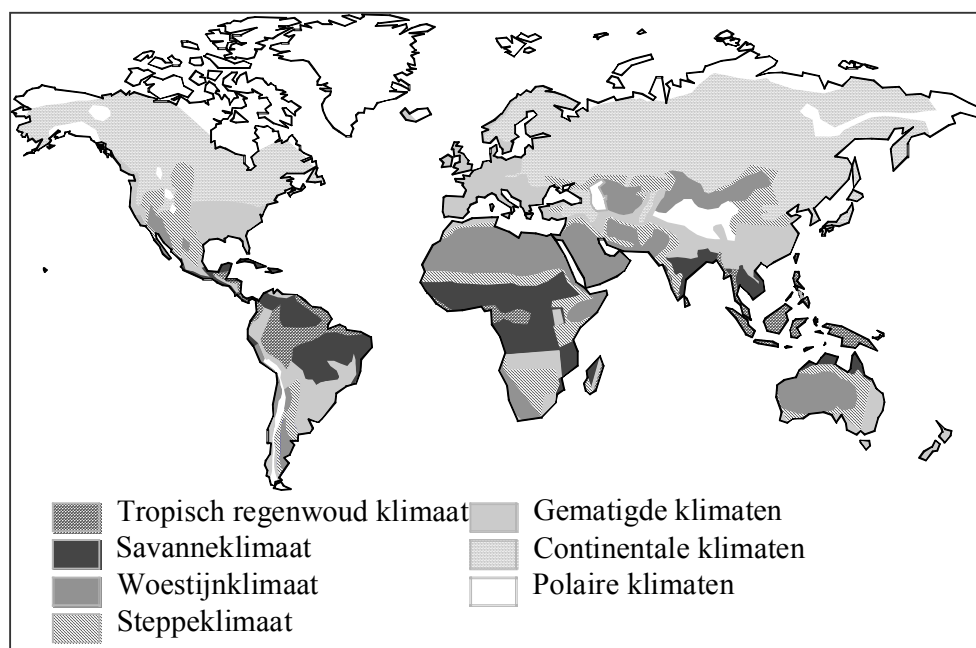 Tropisch regenwoud klimaat
Savanneklimaat
Woestijnklimaat
Steppeklimaat
Gematigde klimaten
Continentale klimaten
Polaire klimaten